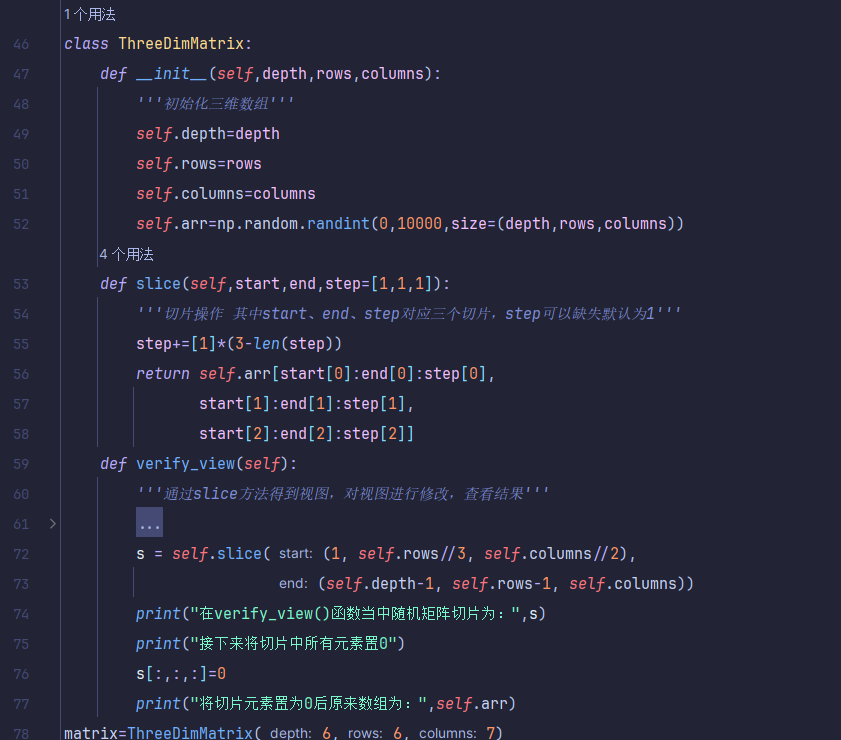 1 个用法
46 class ThreeDimMatrix:
47 def __init__(self,depth,rows,columns):
48 '''初始化三维数组'''
49 self.depth=depth
50 self.rows=rows
51 self.columns=columns
52 self.arr=np.random.randint(0,10000,size=(depth,rows,columns))
4 个用法
53 def slice(self,start,end,step=[1,1,1]):
54 '''切片操作 其中start、end、step对应三个切片，step可以缺失默认为1'''
55 step+=[1]*(3-len(step))
56 return self.arr[start[0]:end[0]:step[0],
57 start[1]:end[1]:step[1],
58 start[2]:end[2]:step[2]]
59 def verify_view(self):
60 '''通过slice方法得到视图，对视图进行修改，查看结果'''
61 ...
72 s = self.slice( start: (1, self.rows//3, self.columns//2),
73 end: (self.depth-1, self.rows-1, self.columns))
74 print("在verify_view()函数当中随机矩阵切片为：",s)
75 print("接下来将切片中所有元素置0")
76 s[:,:,:]=0
77 print("将切片元素置为0后原来数组为：",self.arr)
78 matrix=ThreeDimMatrix( depth: 6, rows: 6, columns: 7)